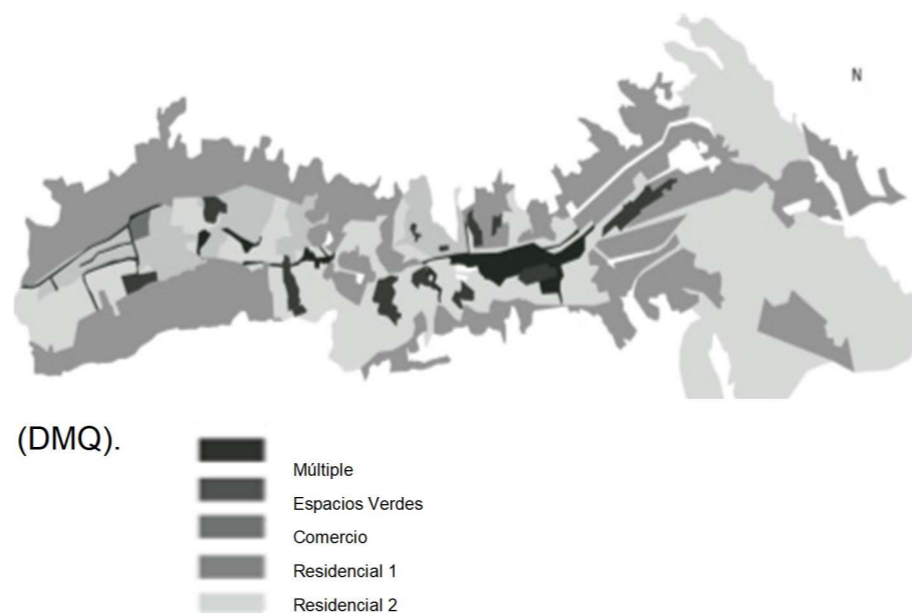 N
(DMQ).
Múltiple
Espacios Verdes
Comercio
Residencial 1
Residencial 2